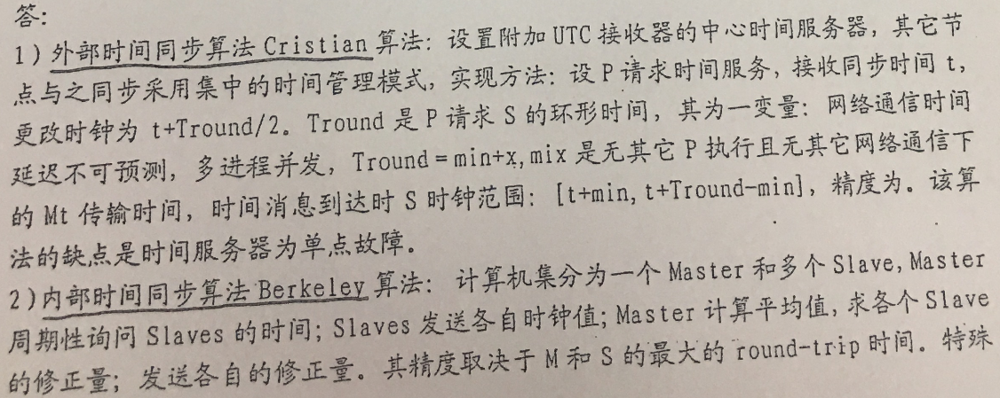 答:
1)外部时间同步算法 Cristian 算法: 设置附加 UTC 接收器的中心时间服务器, 其它节
点与之同步采用集中的时间管理模式, 实现方法: 设 P 请求时间服务, 接收同步时间 t,
更改时钟为 t+Tround/2。Tround 是 P 请求 S 的环形时间, 其为一变量: 网络通信时间
延迟不可预测, 多进程并发, Tround=min+x, mix 是无其它 P 执行且无其它网络通信下
的 Mt 传输时间, 时间消息到达时 S 时钟范围: [t+min, t+Tround-min], 精度为。该算
法的缺点是时间服务器为单点故障。
2)内部时间同步算法 Berkeley 算法: 计算机集分为一个 Master 和多个 Slave, Master
周期性询问 Slaves 的时间; Slaves 发送各自时钟值; Master 计算平均值, 求各个 Slave
的修正量; 发送各自的修正量。其精度取决于 M 和 S 的最大的 round-trip 时间。特殊